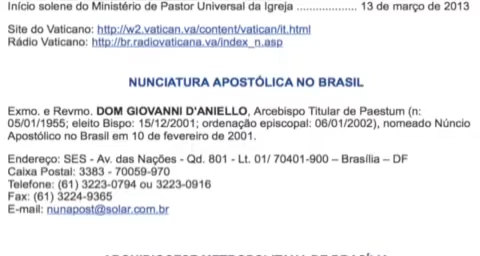 Início solene do Ministério de Pastor Universal da Igreja ................... 13 de março de 2013
Site do Vaticano: http://w2.vatican.va/content/vatican/it.html
Rádio Vaticano: http://br.radiovaticana.va/index_n.asp
NUNCIATURA APOSTÓLICA NO BRASIL
Exmo. e Revmo. DOM GIOVANNI D'ANIELLO, Arcebispo Titular de Paestum (n:
05/01/1955; eleito Bispo: 15/12/2001; ordenação episcopal: 06/01/2002), nomeado Núncio
Apostólico no Brasil em 10 de fevereiro de 2001.
Endereço: SES - Av. das Nações - Qd. 801 - Lt. 01/ 70401-900 – Brasília – DF
Caixa Postal: 3383 - 70059-970
Telefone: (61) 3223-0794 ou 3223-0916
Fax: (61) 3224-9365
E-mail: nunapost@solar.com.br